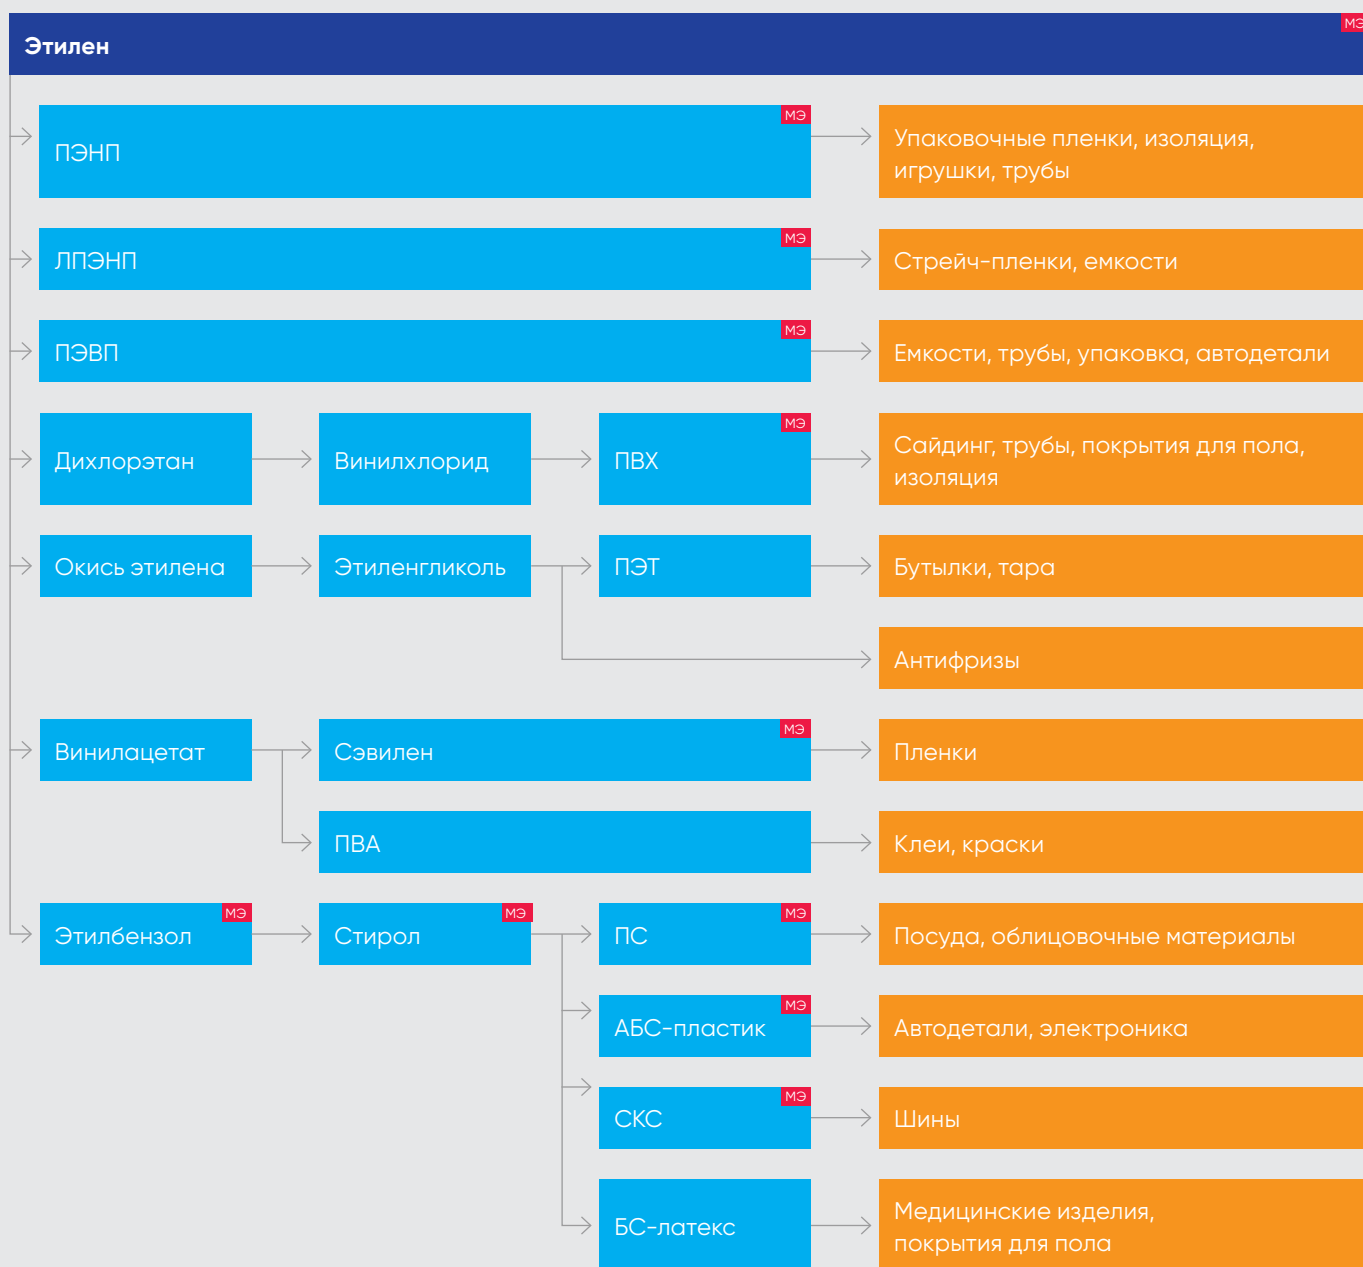 МЭ
Этилен
МЭ
ПЭНП
Упаковочные пленки, изоляция,
игрушки, трубы
МЭ
ЛПЭНП
Стрейч-пленки, емкости
МЭ
ПЭВП
Емкости, трубы, упаковка, автодетали
Дихлорэтан
Винилхлорид
МЭ
ПВХ
Сайдинг, трубы, покрытия для пола,
изоляция
Окись этилена
Этиленгликоль
ПЭТ
Бутылки, тара
Антифризы
Винилацетат
МЭ
Сэвилен
Пленки
ПВА
Клеи, краски
МЭ
Этилбензол
МЭ
Стирол
МЭ
ПС
Посуда, облицовочные материалы
МЭ
АБС-пластик
Автодетали, электроника
МЭ
СКС
Шины
БС-латекс
Медицинские изделия,
покрытия для пола